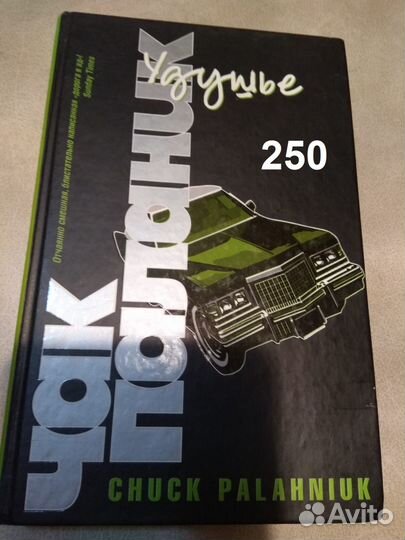 Удушье
250
ЧАК
ПАЛАНИК
Отчаянно смешная, блистательно написанная «дорога в ад»!
Sunday Times
CHUCK PALAHNIUK
Avito